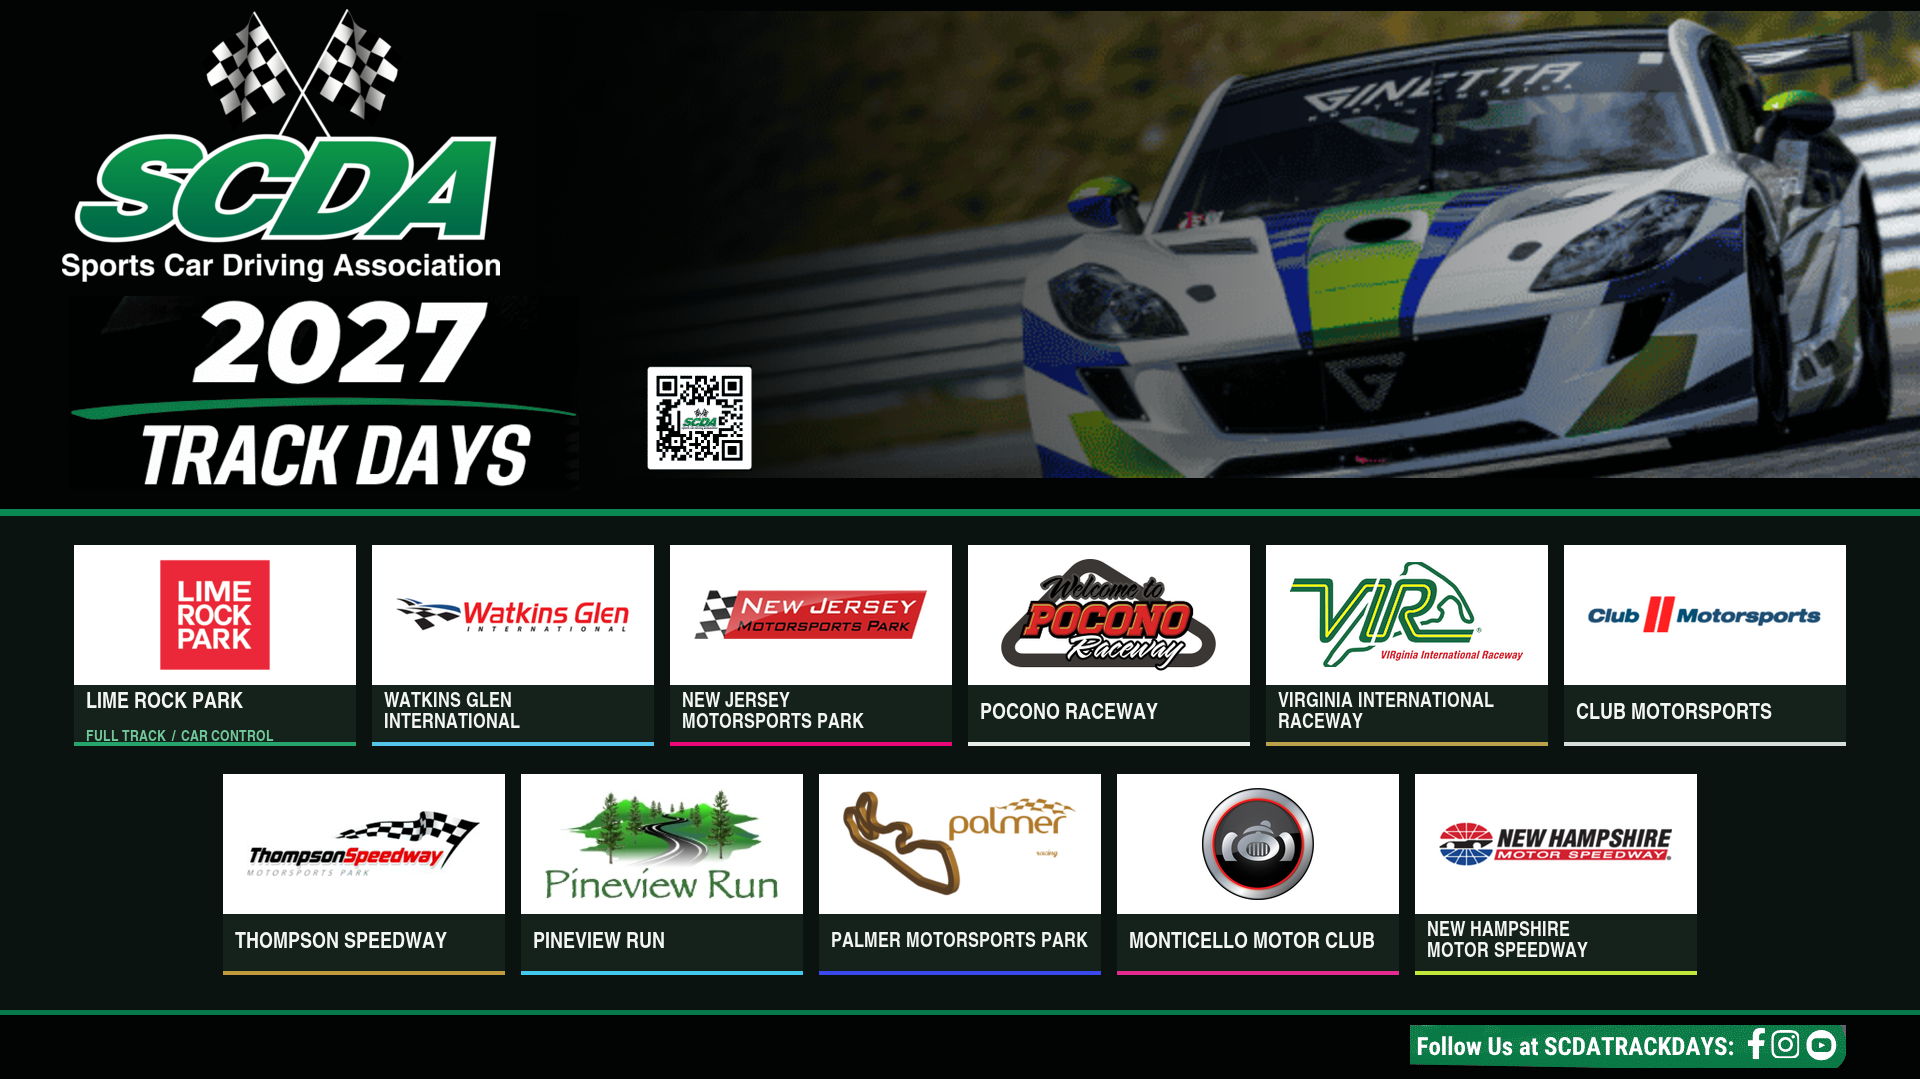 SCDA
Sports Car Driving Association
2027
TRACK DAYS
GINETTA
SCDA
LIME
ROCK
PARK
LIME ROCK PARK
FULL TRACK / CAR CONTROL
Watkins Glen
INTERNATIONAL
WATKINS GLEN
INTERNATIONAL
NEW JERSEY
MOTORSPORTS PARK
NEW JERSEY
MOTORSPORTS PARK
Welcome to
POCONO
Raceway
POCONO RACEWAY
VIR
VIRginia International Raceway
VIRGINIA INTERNATIONAL
RACEWAY
Club Motorsports
CLUB MOTORSPORTS
ThompsonSpeedway
MOTORSPORTS PARK
THOMPSON SPEEDWAY
Pineview Run
PINEVIEW RUN
palmer
racing
PALMER MOTORSPORTS PARK
MONTICELLO MOTOR CLUB
NEW HAMPSHIRE
MOTOR SPEEDWAY
NEW HAMPSHIRE
MOTOR SPEEDWAY
Follow Us at SCDATRACKDAYS: